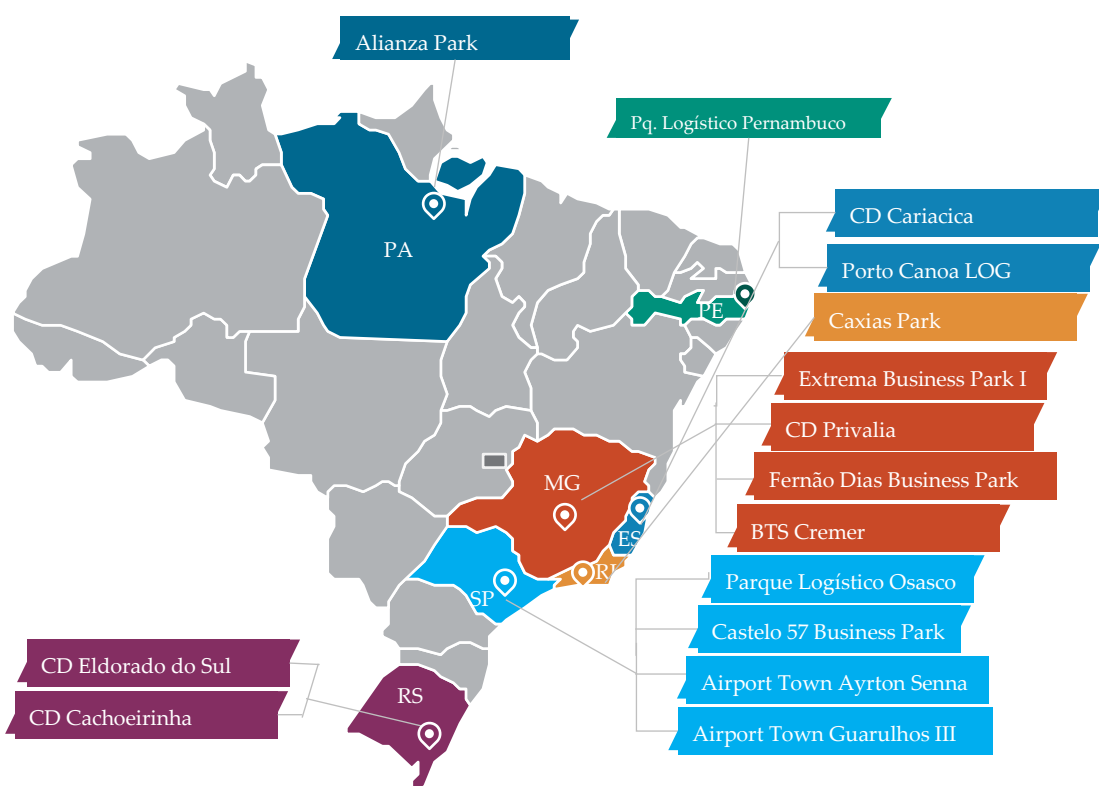 Alianza Park
Pq. Logístico Pernambuco
CD Cariacica
PA
Porto Canoa LOG
PE
Caxias Park
Extrema Business Park I
CD Privalia
MG
Fernão Dias Business Park
BTS Cremer
ES
RJ
Parque Logístico Osasco
SP
Castelo 57 Business Park
CD Eldorado do Sul
Airport Town Ayrton Senna
RS
CD Cachoeirinha
Airport Town Guarulhos III